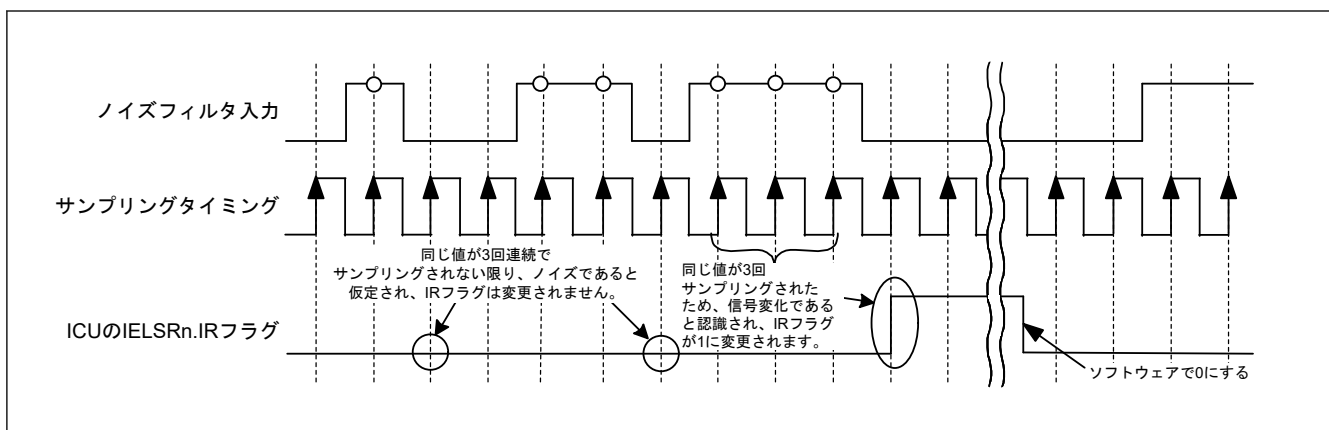 ノイズフィルタ入力
サンプリングタイミング
同じ値が3回連続で
サンプリングされない限り、ノイズであると
仮定され、IRフラグは変更されません。
同じ値が3回
サンプリングされた
ため、信号変化である
と認識され、IRフラグ
が1に変更されます。
ICUのIELSRn.IRフラグ
ソフトウェアで0にする